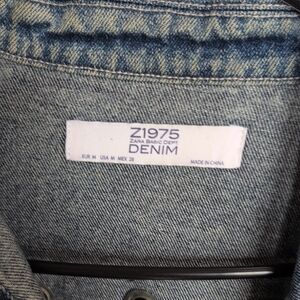 Z1975
ZARA BASIC DEPT.
DENIM
EUR M USA M MEX 28 MADE IN CHINA